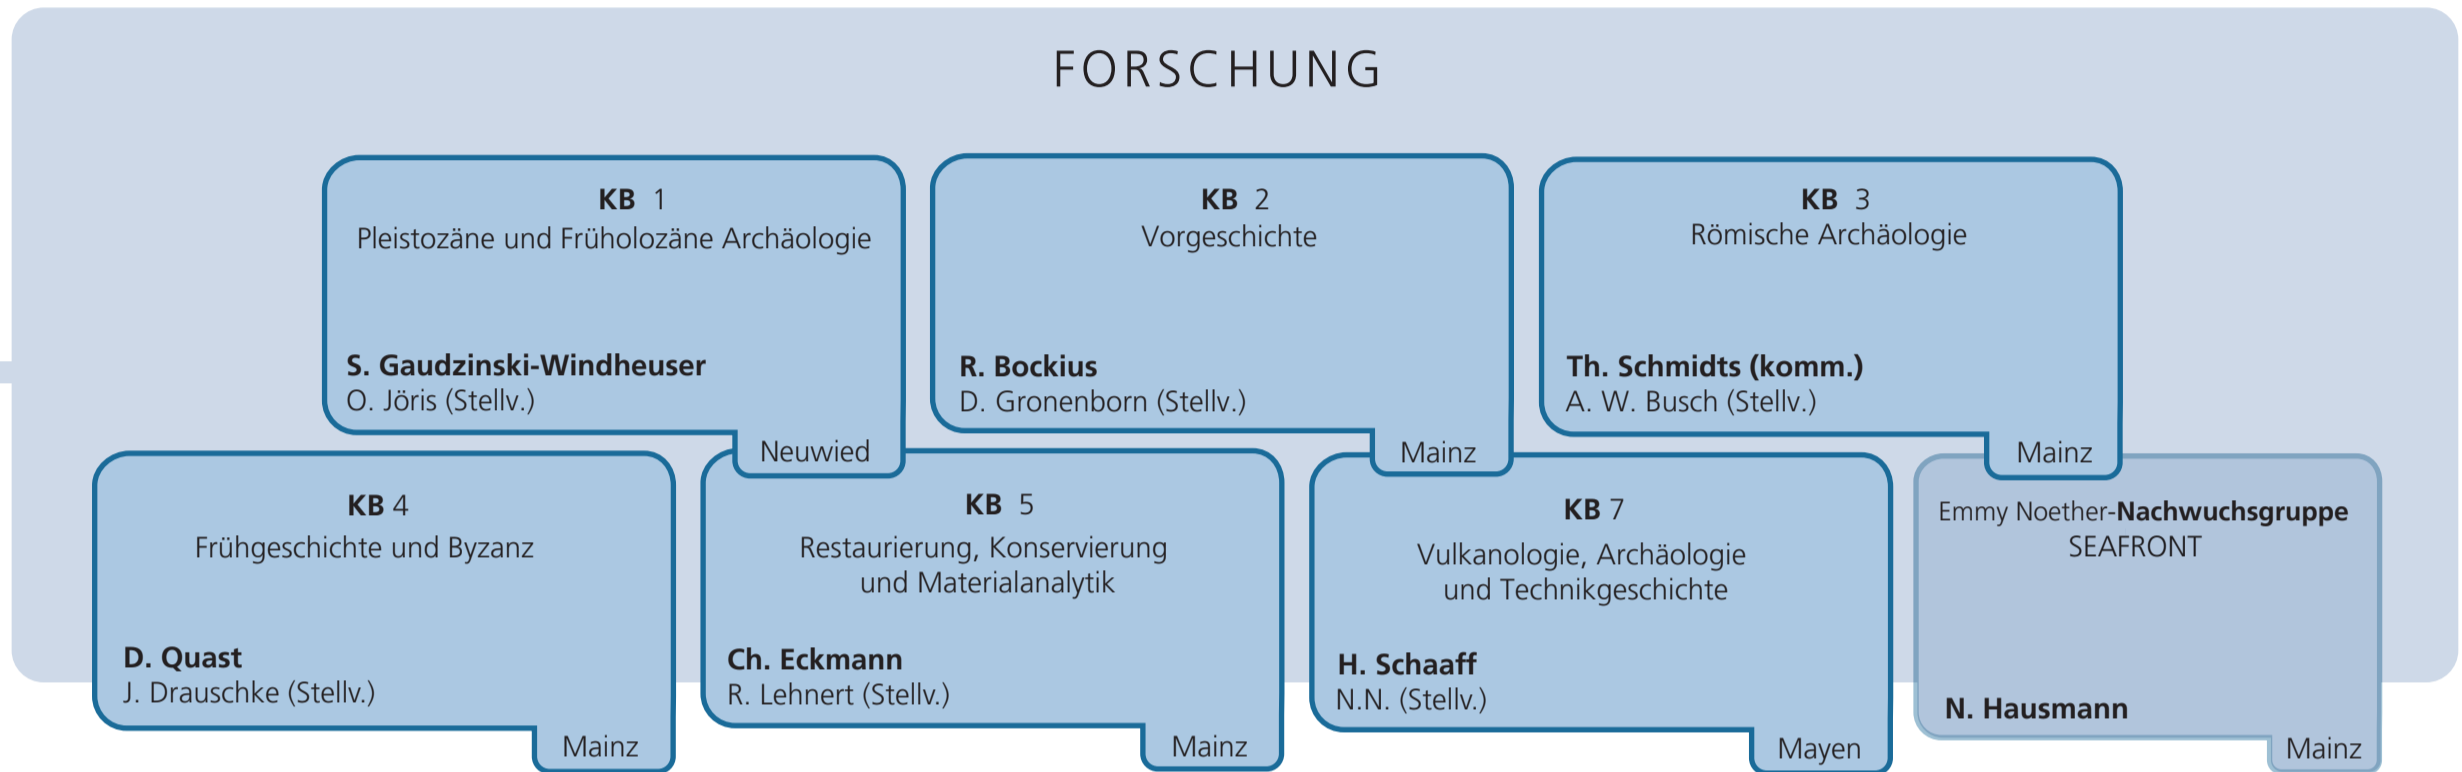 FORSCHUNG
KB 1
Pleistozäne und Früholozäne Archäologie
S. Gaudzinski-Windheuser
O. Jöris (Stellv.)
Neuwied
KB 2
Vorgeschichte
R. Bockius
D. Gronenborn (Stellv.)
Mainz
KB 3
Römische Archäologie
Th. Schmidts (komm.)
A. W. Busch (Stellv.)
Mainz
KB 4
Frühgeschichte und Byzanz
D. Quast
J. Drauschke (Stellv.)
Mainz
KB 5
Restaurierung, Konservierung
und Materialanalytik
Ch. Eckmann
R. Lehnert (Stellv.)
Mainz
KB 7
Vulkanologie, Archäologie
und Technikgeschichte
H. Schaaff
N.N. (Stellv.)
Mayen
Emmy Noether-Nachwuchsgruppe
SEAFRONT
N. Hausmann
Mainz